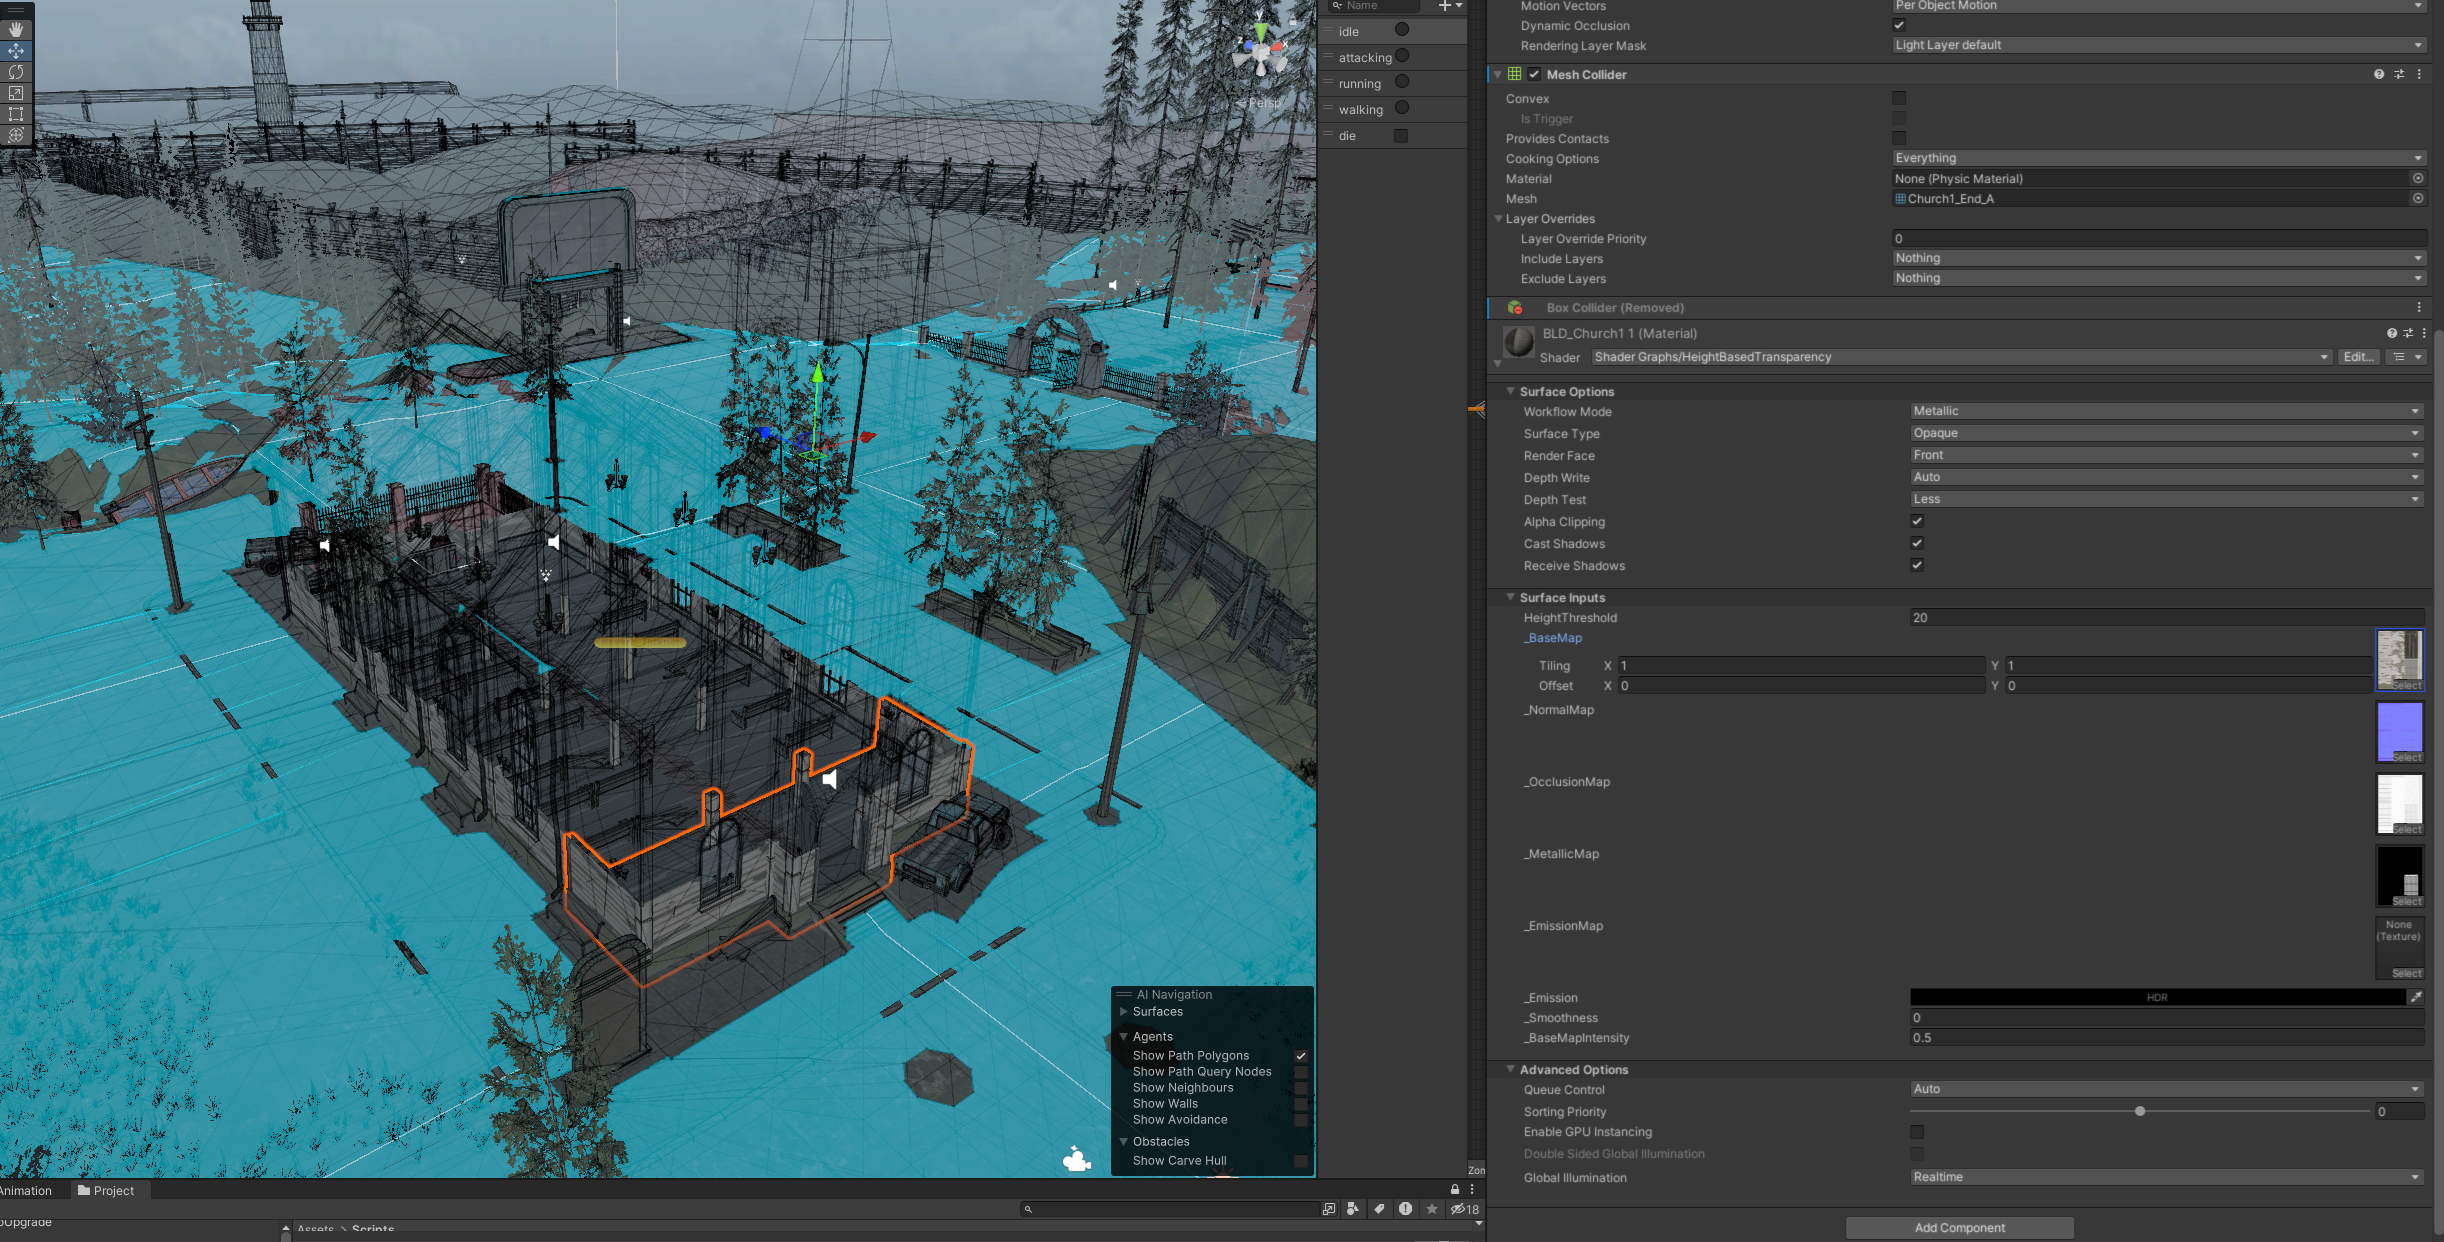 Persp
AI Navigation
Surfaces
Agents
Show Path Polygons
Show Path Query Nodes
Show Neighbours
Show Walls
Show Avoidance
Obstacles
Show Carve Hull
Name
idle
attacking
running
walking
die
Zon
Animation
Project
18
oUpgrade
Assets > Scripts
Motion Vectors Per Object Motion
Dynamic Occlusion
Rendering Layer Mask Light Layer default
Mesh Collider
Convex
Is Trigger
Provides Contacts
Cooking Options Everything
Material None (Physic Material)
Mesh Church1_End_A
Layer Overrides
Layer Override Priority 0
Include Layers Nothing
Exclude Layers Nothing
Box Collider (Removed)
BLD_Church1 1 (Material)
Shader Shader Graphs/HeightBasedTransparency Edit...
Surface Options
Workflow Mode Metallic
Surface Type Opaque
Render Face Front
Depth Write Auto
Depth Test Less
Alpha Clipping
Cast Shadows
Receive Shadows
Surface Inputs
HeightThreshold 20
_BaseMap
Tiling X 1 Y 1
Offset X 0 Y 0
Select
_NormalMap
Select
_OcclusionMap
Select
_MetallicMap
Select
_EmissionMap
None
(Texture)
Select
_Emission HDR
_Smoothness 0
_BaseMapIntensity 0.5
Advanced Options
Queue Control Auto
Sorting Priority 0
Enable GPU Instancing
Double Sided Global Illumination
Global Illumination Realtime
Add Component